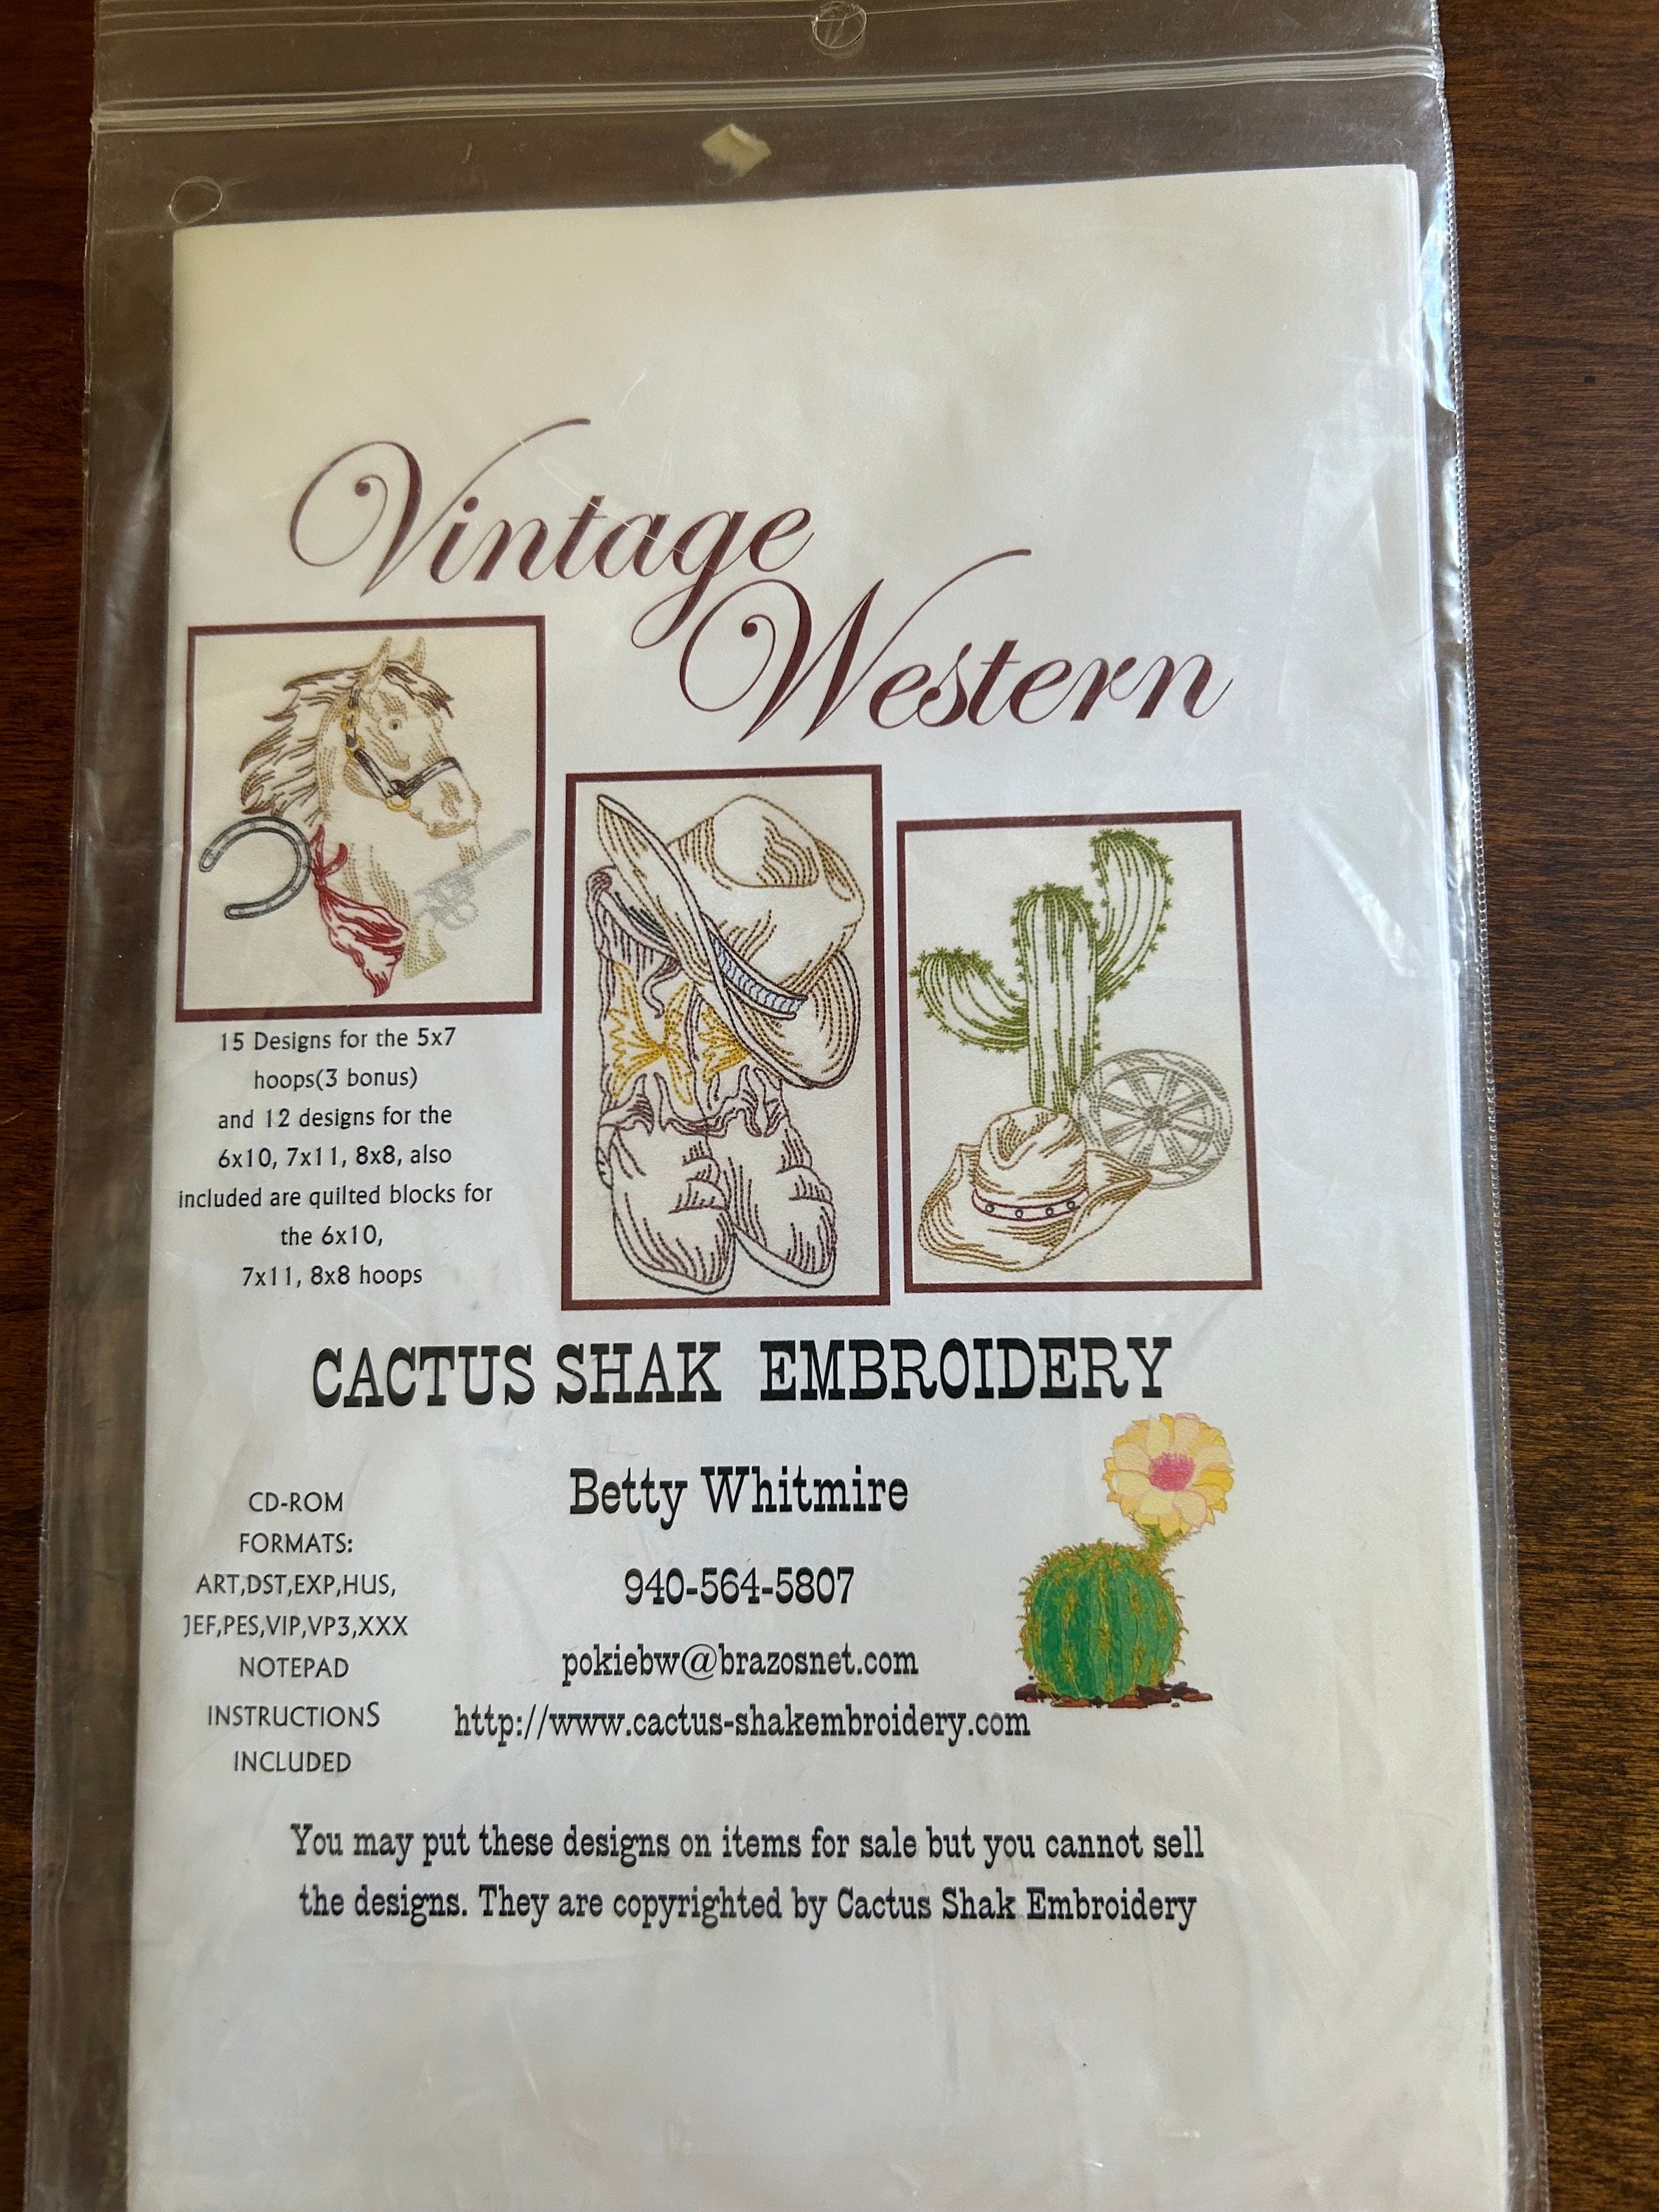 Vintage
Western
15 Designs for the 5x7
hoops(3 bonus)
and 12 designs for the
6x10, 7x11, 8x8, also
included are quilted blocks for
the 6x10,
7x11, 8x8 hoops
CACTUS SHAK EMBROIDERY
Betty Whitmire
940-564-5807
pokiebw@brazosnet.com
http://www.cactus-shakembroidery.com
CD-ROM
FORMATS:
ART,DST,EXP,HUS,
JEF,PES,VIP,VP3,XXX
NOTEPAD
INSTRUCTIONS
INCLUDED
You may put these designs on items for sale but you cannot sell
the designs. They are copyrighted by Cactus Shak Embroidery